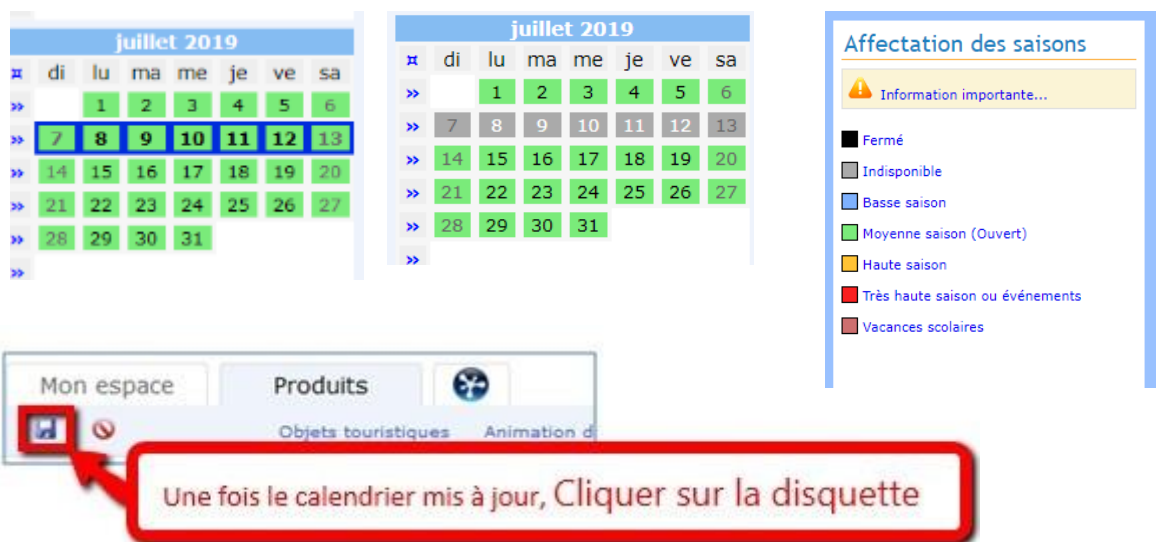 juillet 2019
¤ di lu ma me je ve sa
» 1 2 3 4 5 6
» 7 8 9 10 11 12 13
» 14 15 16 17 18 19 20
» 21 22 23 24 25 26 27
» 28 29 30 31
»
juillet 2019
¤ di lu ma me je ve sa
» 1 2 3 4 5 6
» 7 8 9 10 11 12 13
» 14 15 16 17 18 19 20
» 21 22 23 24 25 26 27
» 28 29 30 31
»
Affectation des saisons
Information importante...
Fermé
Indisponible
Basse saison
Moyenne saison (Ouvert)
Haute saison
Très haute saison ou événements
Vacances scolaires
Mon espace Produits
Objets touristiques Animation d
Une fois le calendrier mis à jour, Cliquer sur la disquette